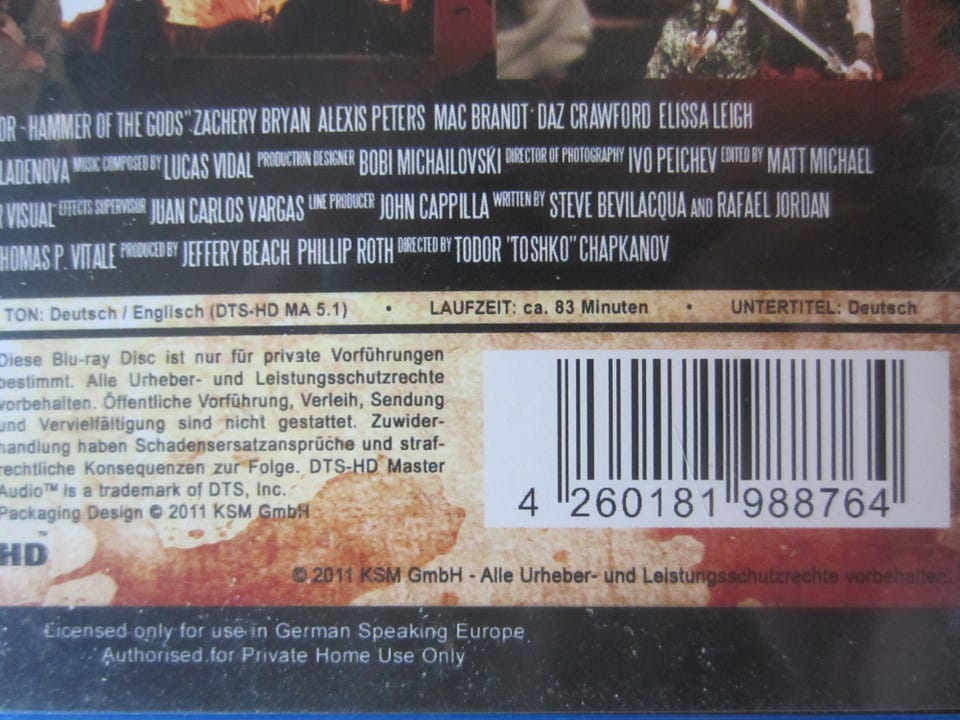 OR - HAMMER OF THE GODS" ZACHERY BRYAN ALEXIS PETERS MAC BRANDT DAZ CRAWFORD ELISSA LEIGH
LADENOVA MUSIC COMPOSED BY LUCAS VIDAL PRODUCTION DESIGNER BOBI MICHAILOVSKI DIRECTOR OF PHOTOGRAPHY IVO PEICHEV EDITED BY MATT MICHAEL
R VISUAL EFFECTS SUPERVISOR JUAN CARLOS VARGAS LINE PRODUCER JOHN CAPPILLA WRITTEN BY STEVE BEVILACQUA AND RAFAEL JORDAN
HOMAS P. VITALE PRODUCED BY JEFFERY BEACH PHILLIP ROTH DIRECTED BY TODOR "TOSHKO" CHAPKANOV
TON: Deutsch / Englisch (DTS-HD MA 5.1) • LAUFZEIT: ca. 83 Minuten • UNTERTITEL: Deutsch
Diese Blu-ray Disc ist nur für private Vorführungen
bestimmt. Alle Urheber- und Leistungsschutzrechte
vorbehalten. Öffentliche Vorführung, Verleih, Sendung
und Vervielfältigung sind nicht gestattet. Zuwider-
handlung haben Schadensersatzansprüche und straf-
rechtliche Konsequenzen zur Folge. DTS-HD Master
Audio™ is a trademark of DTS, Inc.
Packaging Design © 2011 KSM GmbH
4 260181 988764
HD
© 2011 KSM GmbH - Alle Urheber- und Leistungsschutzrechte vorbehalten.
Licensed only for use in German Speaking Europe
Authorised for Private Home Use Only